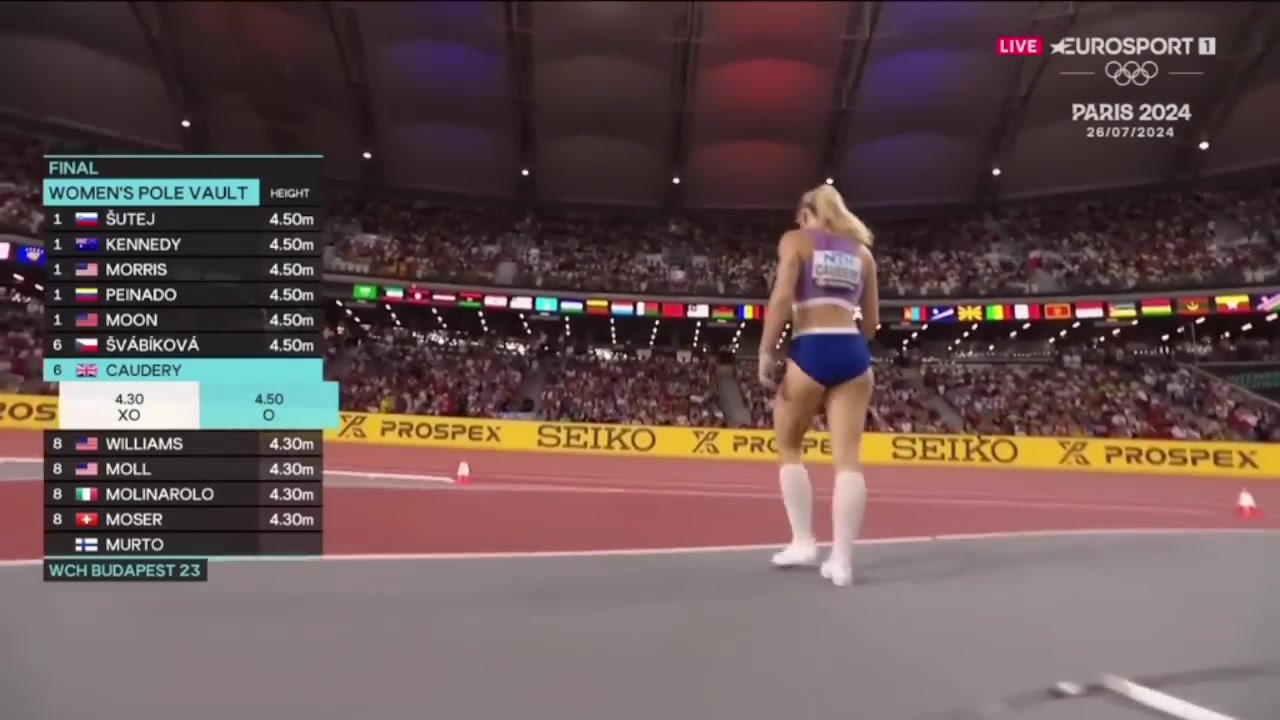 LIVE EUROSPORT 1
PARIS 2024
26/07/2024
FINAL
WOMEN'S POLE VAULT HEIGHT
1 ŠUTEJ 4.50m
1 KENNEDY 4.50m
1 MORRIS 4.50m
1 PEINADO 4.50m
1 MOON 4.50m
6 ŠVÁBÍKOVÁ 4.50m
6 CAUDERY
4.30 4.50
XO O
8 WILLIAMS 4.30m
8 MOLL 4.30m
8 MOLINAROLO 4.30m
8 MOSER 4.30m
MURTO
WCH BUDAPEST 23
CAUDERY
PROSPEX SEIKO PROSPEX SEIKO PROSPEX